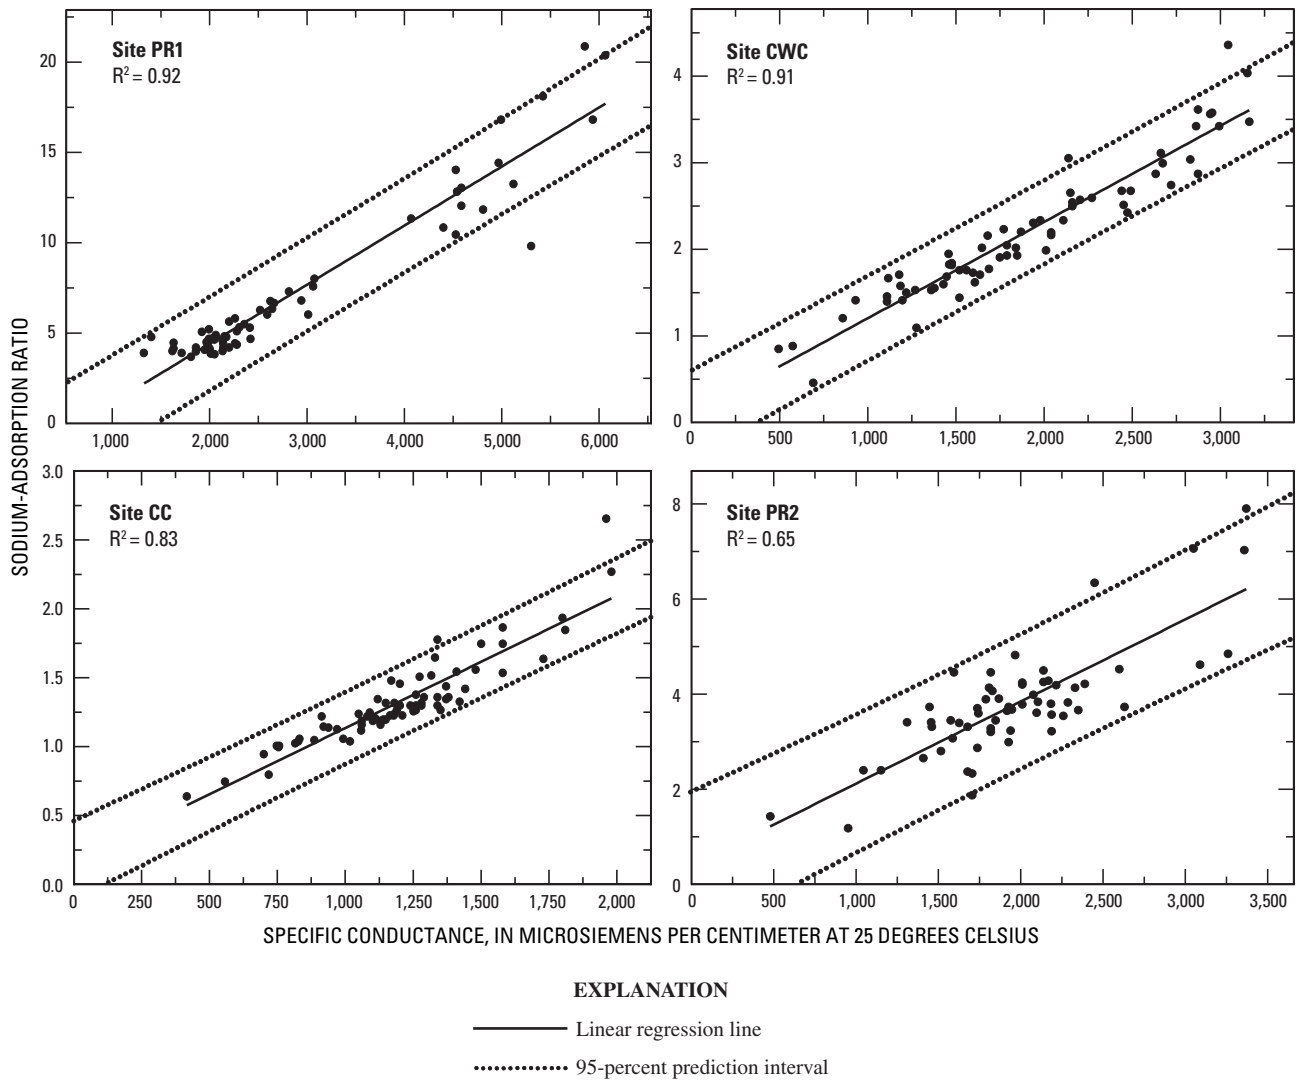 SODIUM-ADSORPTION RATIO
Site PR1
R2 = 0.92
20
15
10
5
0
1,000 2,000 3,000 4,000 5,000 6,000
Site CWC
R2 = 0.91
4
3
2
1
0
0 500 1,000 1,500 2,000 2,500 3,000
Site CC
R2 = 0.83
3.0
2.5
2.0
1.5
1.0
0.5
0.0
0 250 500 750 1,000 1,250 1,500 1,750 2,000
Site PR2
R2 = 0.65
8
6
4
2
0
0 500 1,000 1,500 2,000 2,500 3,000 3,500
SPECIFIC CONDUCTANCE, IN MICROSIEMENS PER CENTIMETER AT 25 DEGREES CELSIUS
EXPLANATION
Linear regression line
95-percent prediction interval